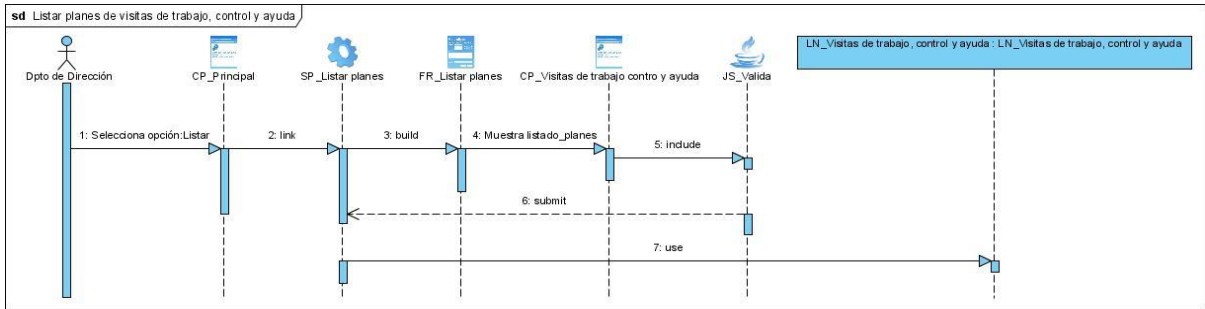 sd Listar planes de visitas de trabajo, control y ayuda
LN_Visitas de trabajo, control y ayuda : LN_Visitas de trabajo, control y ayuda
Dpto de Dirección
CP_Principal
SP_Listar planes
FR_Listar planes
CP_Visitas de trabajo contro y ayuda
JS_Valida
1: Selecciona opción:Listar
2: link
3: build
4: Muestra listado_planes
5: include
6: submit
7: use